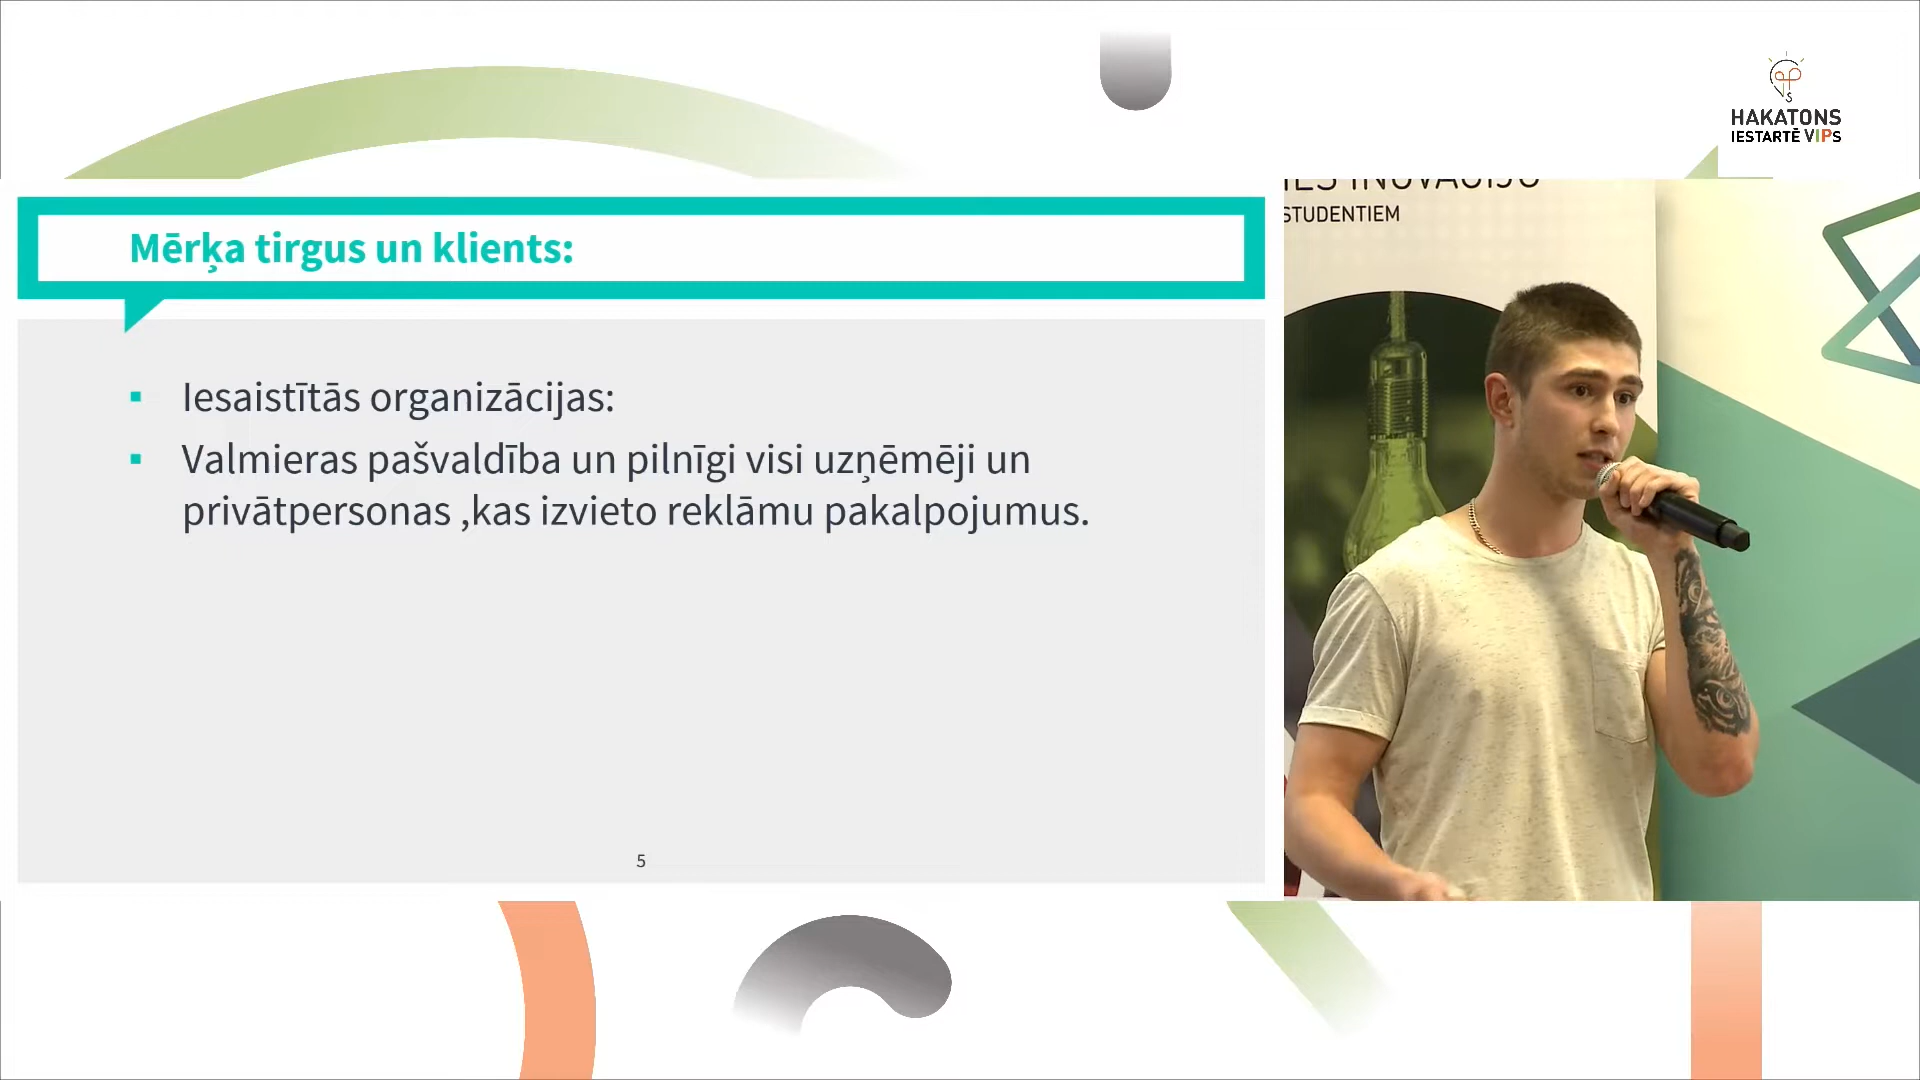 HAKATONS
IESTARTĒ VIPS
STUDENTIEM
Mērķa tirgus un klients:
Iesaistītās organizācijas:
Valmieras pašvaldība un pilnīgi visi uzņēmēji un
privātpersonas ,kas izvieto reklāmu pakalpojumus.
5